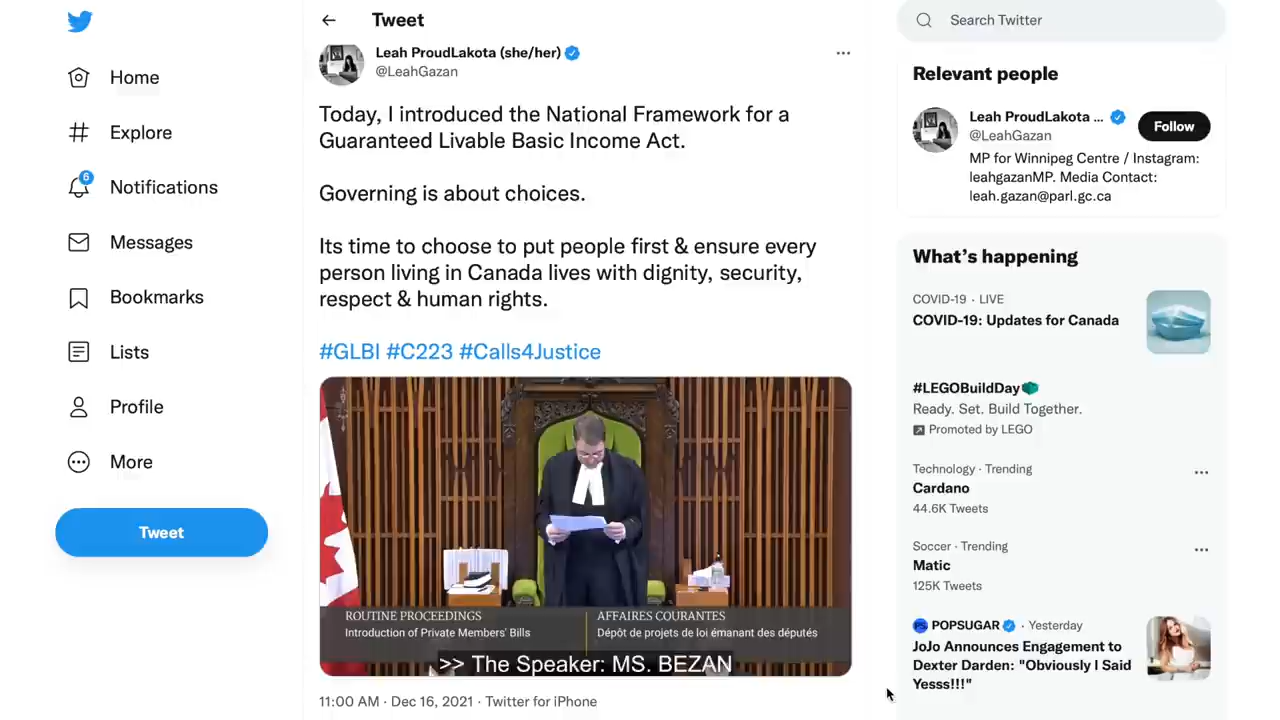 Tweet
Search Twitter
Home
Explore
6
Notifications
Messages
Bookmarks
Lists
Profile
More
Tweet
Leah ProudLakota (she/her)
@LeahGazan
Today, I introduced the National Framework for a
Guaranteed Livable Basic Income Act.
Governing is about choices.
Its time to choose to put people first & ensure every
person living in Canada lives with dignity, security,
respect & human rights.
#GLBI #C223 #Calls4Justice
ROUTINE PROCEEDINGS
Introduction of Private Members' Bills
AFFAIRES COURANTES
Dépôt de projets de loi émanant des députés
>> The Speaker: MS. BEZAN
11:00 AM · Dec 16, 2021 · Twitter for iPhone
Relevant people
Leah ProudLakota ...
@LeahGazan
Follow
MP for Winnipeg Centre / Instagram:
leahgazanMP. Media Contact:
leah.gazan@parl.gc.ca
What's happening
COVID-19 · LIVE
COVID-19: Updates for Canada
#LEGOBuildDay
Ready. Set. Build Together.
Promoted by LEGO
Technology · Trending
Cardano
44.6K Tweets
Soccer · Trending
Matic
125K Tweets
POPSUGAR · Yesterday
JoJo Announces Engagement to
Dexter Darden: "Obviously I Said
Yesss!!!"